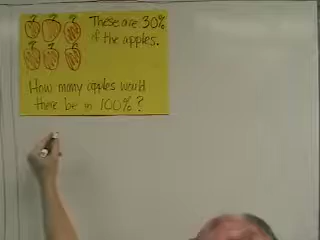 These are 30%
of the apples.
How many apples would
there be in 100%?